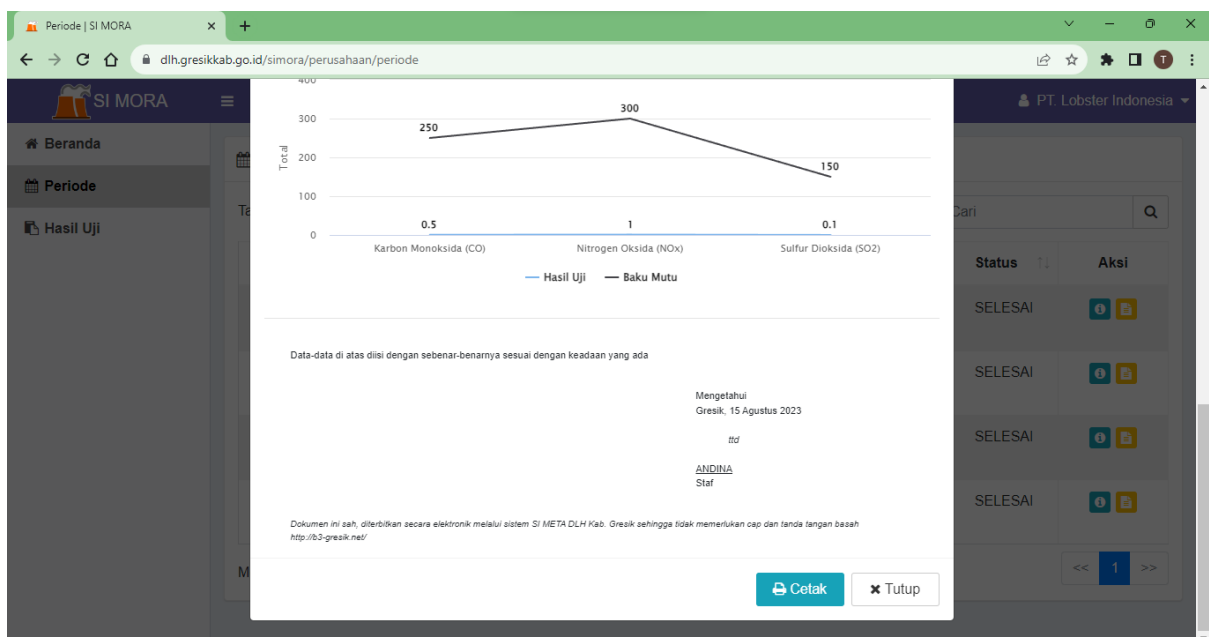 Periode | SI MORA
dlh.gresikkab.go.id/simora/perusahaan/periode
T
SI MORA
PT. Lobster Indonesia
Beranda
Periode
Hasil Uji
Cari
Status
Aksi
SELESAI
SELESAI
SELESAI
SELESAI
<< 1 >>
400
300
200
100
0
Total
250
300
150
0.5
1
0.1
Karbon Monoksida (CO)
Nitrogen Oksida (NOx)
Sulfur Dioksida (SO2)
Hasil Uji
Baku Mutu
Data-data di atas diisi dengan sebenar-benarnya sesuai dengan keadaan yang ada
Mengetahui
Gresik, 15 Agustus 2023
ttd
ANDINA
Staf
Dokumen ini sah, diterbitkan secara elektronik melalui sistem SI META DLH Kab. Gresik sehingga tidak memerlukan cap dan tanda tangan basah
http://b3-gresik.net/
Cetak
Tutup